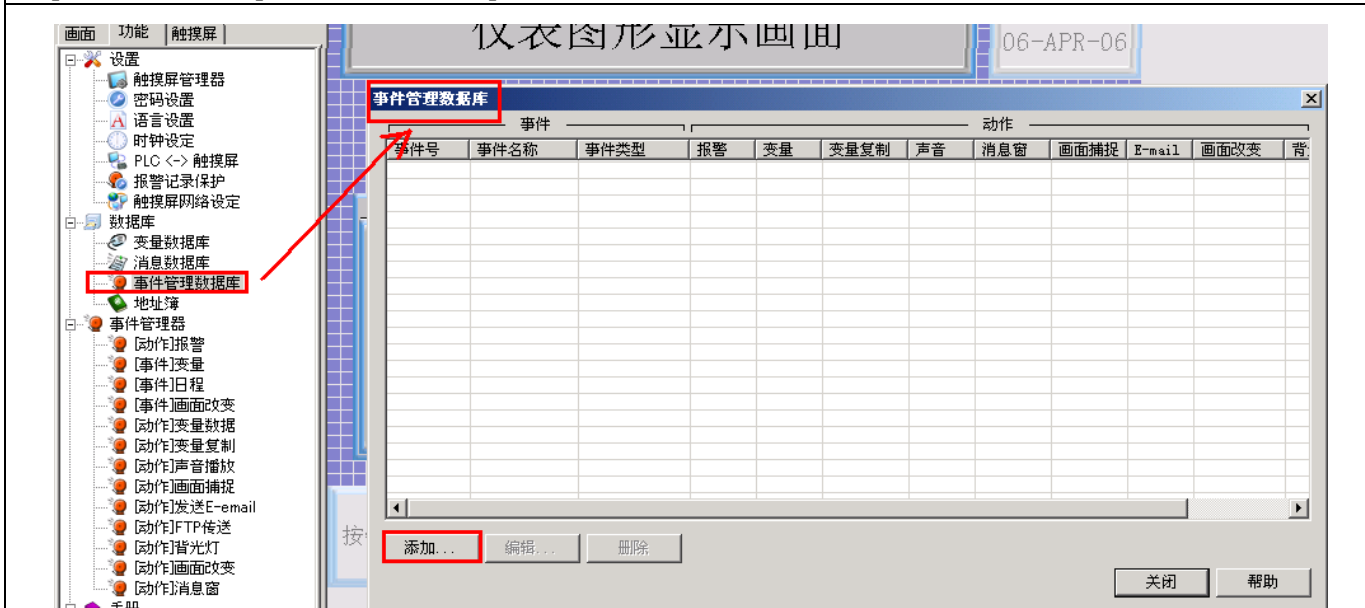 画面 功能 触摸屏
设置
触摸屏管理器
密码设置
语言设置
时钟设定
PLC <-> 触摸屏
报警记录保护
触摸屏网络设定
数据库
变量数据库
消息数据库
事件管理数据库
地址簿
事件管理器
[动作]报警
[事件]变量
[事件]日程
[事件]画面改变
[动作]变量数据
[动作]变量复制
[动作]声音播放
[动作]画面捕捉
[动作]发送E-email
[动作]FTP传送
[动作]背光灯
[动作]画面改变
[动作]消息窗
手册
仪表图形显示画面
06-APR-06
事件管理数据库
事件 动作
事件号 事件名称 事件类型 报警 变量 变量复制 声音 消息窗 画面捕捉 E-mail 画面改变 背
按
添加... 编辑... 删除
关闭 帮助